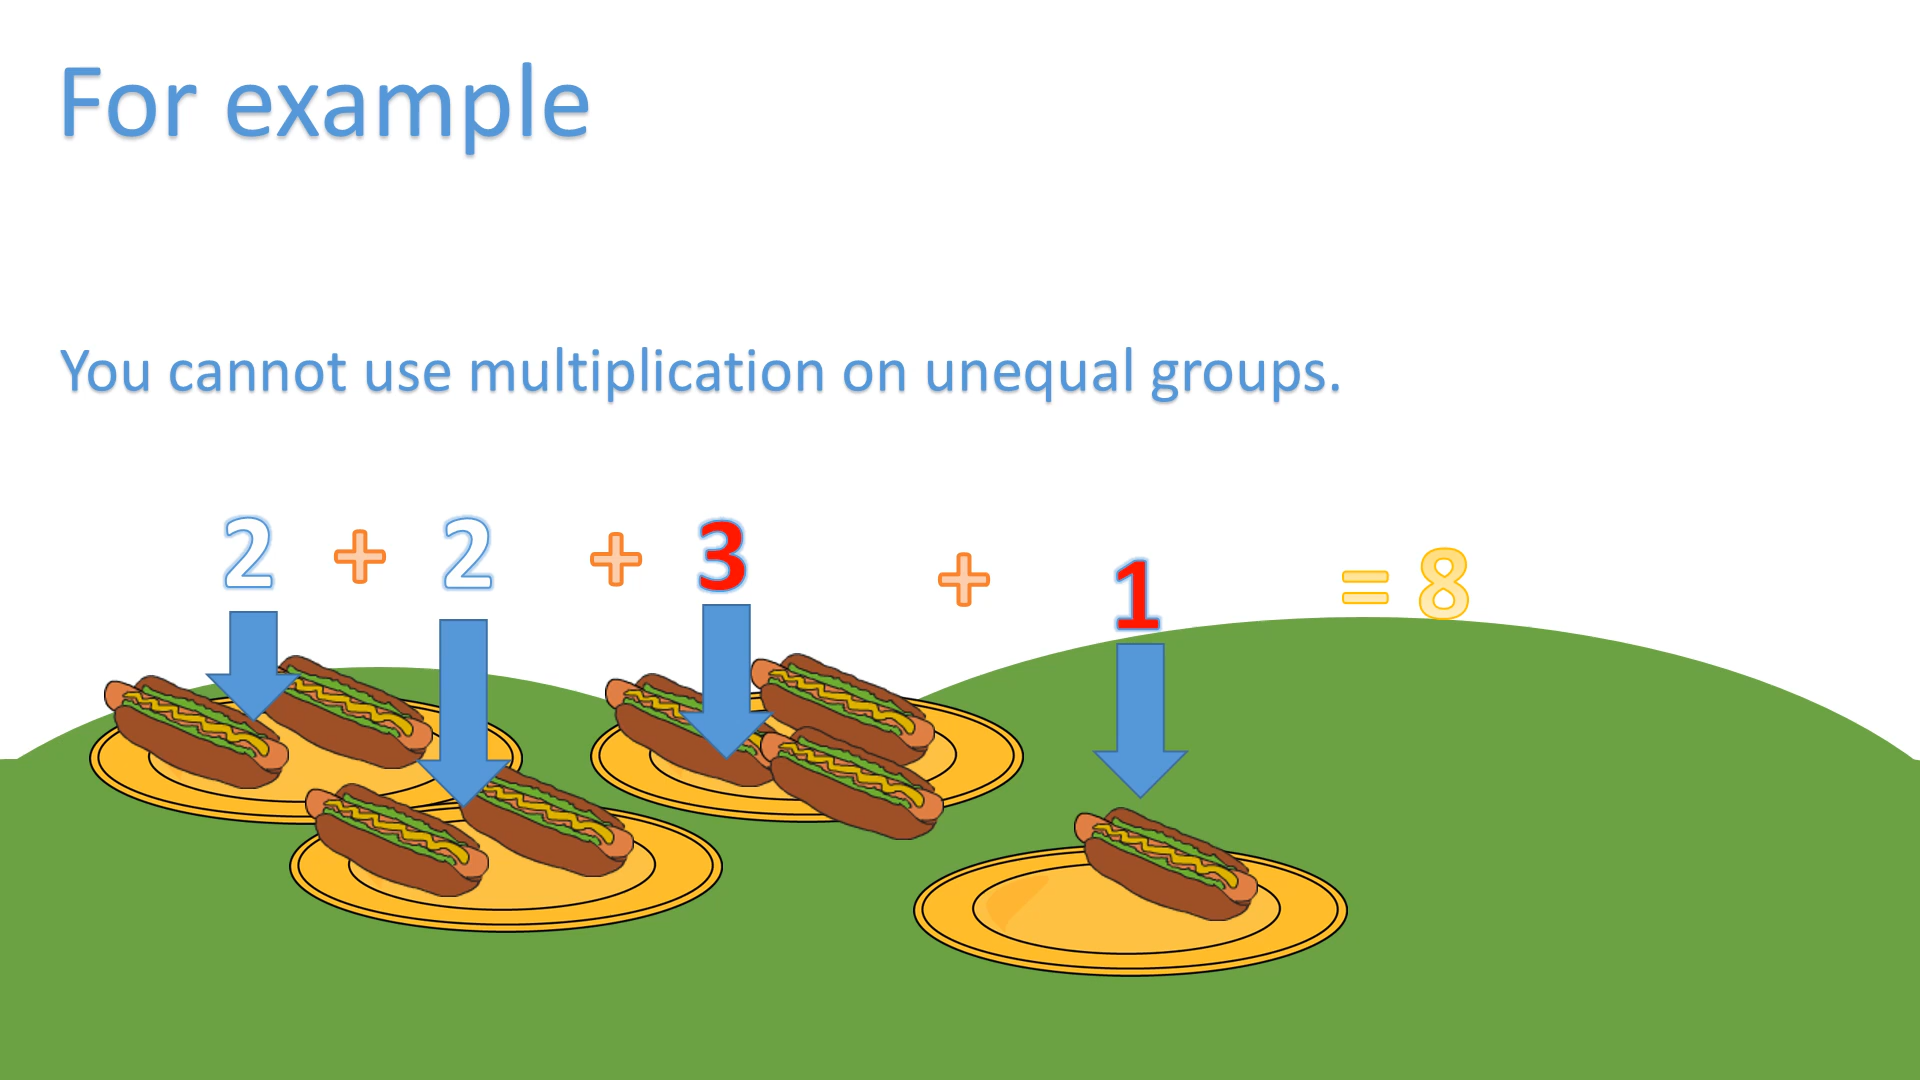 For example
You cannot use multiplication on unequal groups.
2 + 2 + 3 + 1 = 8